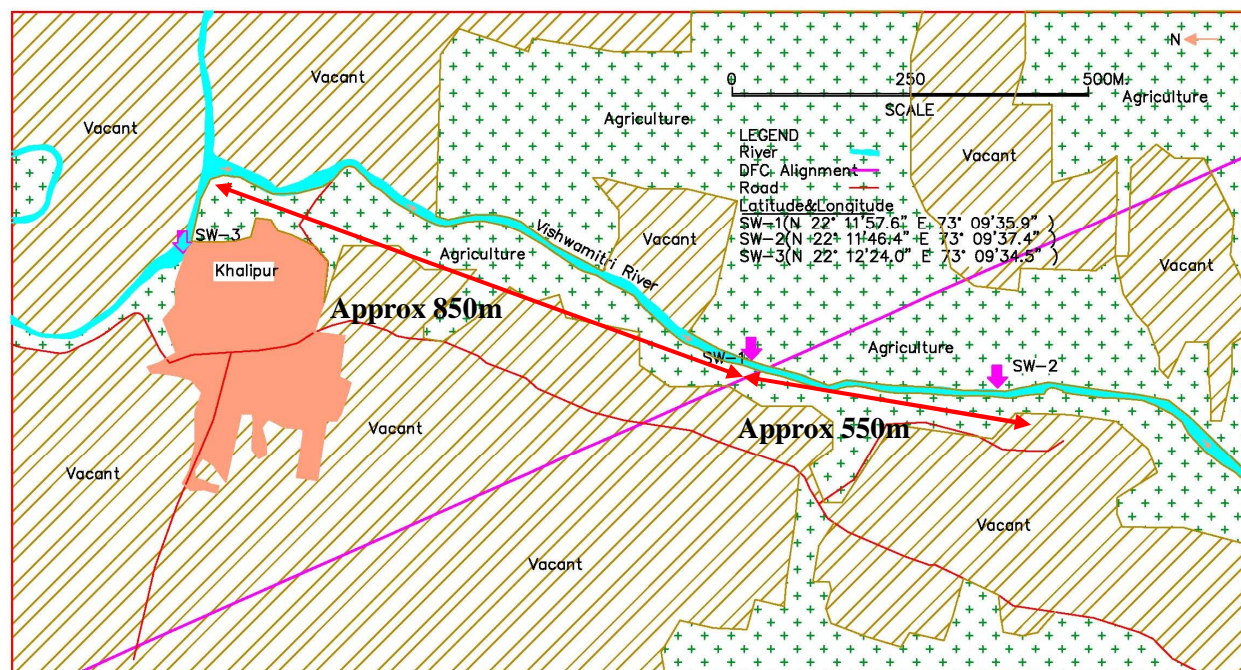 N
Vacant
0 250 500M.
SCALE
Agriculture
Agriculture
Vacant
LEGEND
River
DFC Alignment
Road
Latitude&Longitude
SW-1(N 22° 11'57.6" E 73° 09'35.9" )
SW-2(N 22° 11'46.4" E 73° 09'37.4" )
SW-3(N 22° 12'24.0" E 73° 09'34.5" )
Vacant
SW-3
Khalipur
Agriculture
Vishwamitri River
Vacant
Vacant
Approx 850m
SW-1
Agriculture
SW-2
Approx 550m
Vacant
Vacant
Vacant
Vacant